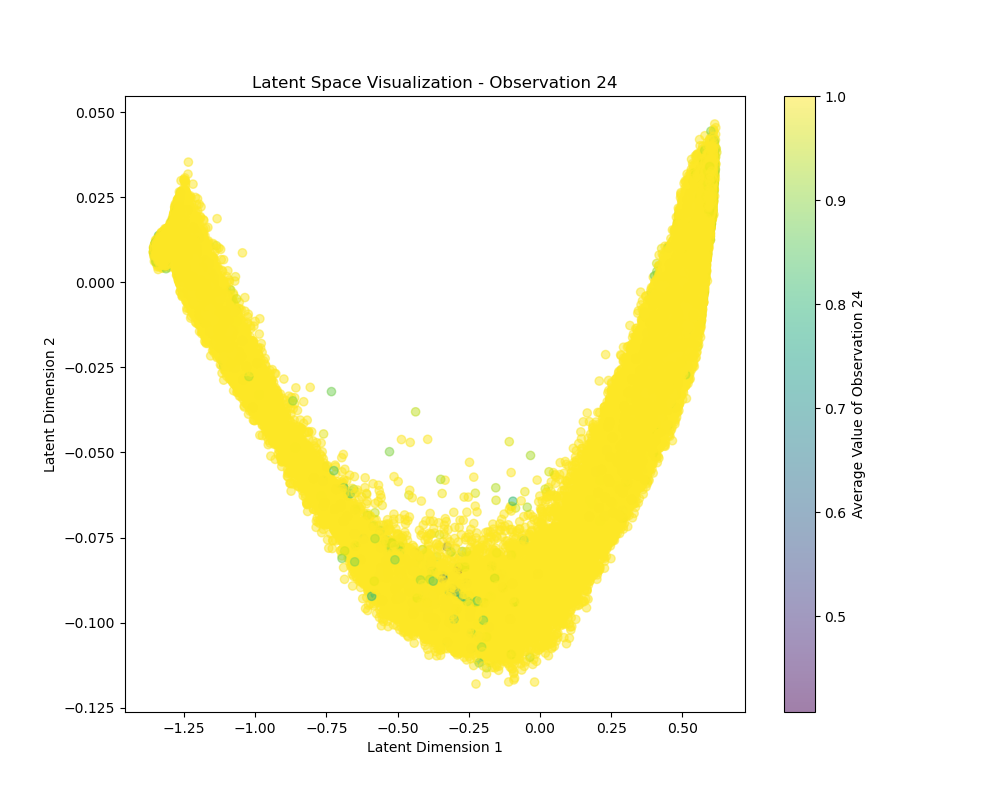 Latent Space Visualization - Observation 24
0.050
0.025
0.000
−0.025
−0.050
−0.075
−0.100
−0.125
Latent Dimension 2
−1.25 −1.00 −0.75 −0.50 −0.25 0.00 0.25 0.50
Latent Dimension 1
1.0
0.9
0.8
0.7
0.6
0.5
Average Value of Observation 24